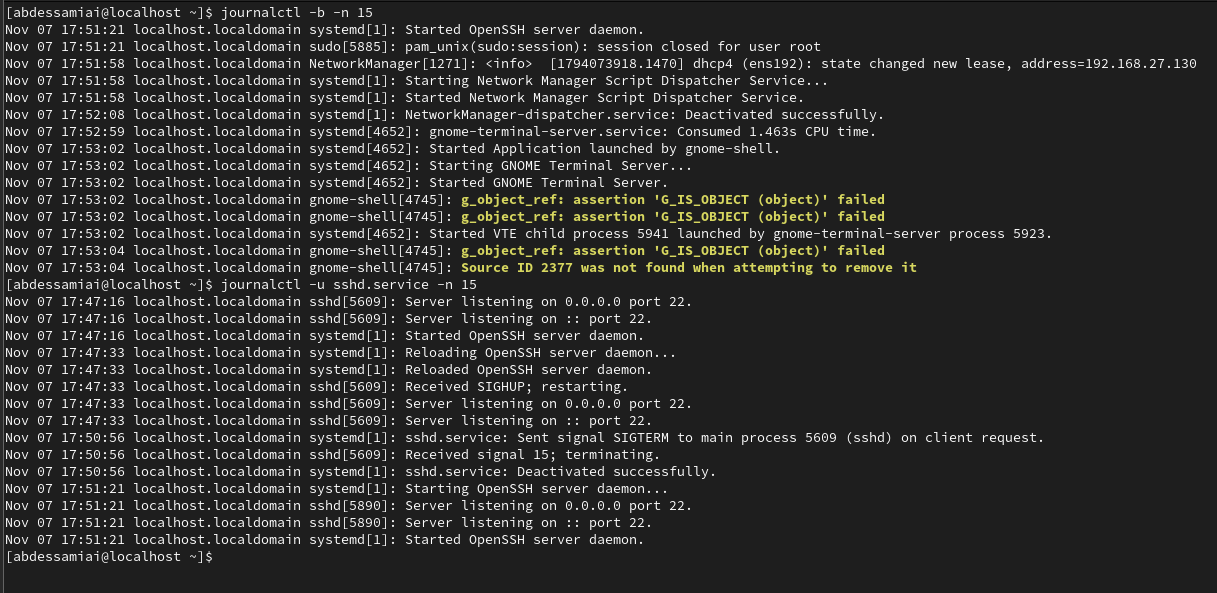 [abdessamiai@localhost ~]$ journalctl -b -n 15
Nov 07 17:51:21 localhost.localdomain systemd[1]: Started OpenSSH server daemon.
Nov 07 17:51:21 localhost.localdomain sudo[5885]: pam_unix(sudo:session): session closed for user root
Nov 07 17:51:58 localhost.localdomain NetworkManager[1271]: <info>  [1794073918.1470] dhcp4 (ens192): state changed new lease, address=192.168.27.130
Nov 07 17:51:58 localhost.localdomain systemd[1]: Starting Network Manager Script Dispatcher Service...
Nov 07 17:51:58 localhost.localdomain systemd[1]: Started Network Manager Script Dispatcher Service.
Nov 07 17:52:08 localhost.localdomain systemd[1]: NetworkManager-dispatcher.service: Deactivated successfully.
Nov 07 17:52:59 localhost.localdomain systemd[4652]: gnome-terminal-server.service: Consumed 1.463s CPU time.
Nov 07 17:53:02 localhost.localdomain systemd[4652]: Started Application launched by gnome-shell.
Nov 07 17:53:02 localhost.localdomain systemd[4652]: Starting GNOME Terminal Server...
Nov 07 17:53:02 localhost.localdomain systemd[4652]: Started GNOME Terminal Server.
Nov 07 17:53:02 localhost.localdomain gnome-shell[4745]: g_object_ref: assertion 'G_IS_OBJECT (object)' failed
Nov 07 17:53:02 localhost.localdomain gnome-shell[4745]: g_object_ref: assertion 'G_IS_OBJECT (object)' failed
Nov 07 17:53:02 localhost.localdomain systemd[4652]: Started VTE child process 5941 launched by gnome-terminal-server process 5923.
Nov 07 17:53:04 localhost.localdomain gnome-shell[4745]: g_object_ref: assertion 'G_IS_OBJECT (object)' failed
Nov 07 17:53:04 localhost.localdomain gnome-shell[4745]: Source ID 2377 was not found when attempting to remove it
[abdessamiai@localhost ~]$ journalctl -u sshd.service -n 15
Nov 07 17:47:16 localhost.localdomain sshd[5609]: Server listening on 0.0.0.0 port 22.
Nov 07 17:47:16 localhost.localdomain sshd[5609]: Server listening on :: port 22.
Nov 07 17:47:16 localhost.localdomain systemd[1]: Started OpenSSH server daemon.
Nov 07 17:47:33 localhost.localdomain systemd[1]: Reloading OpenSSH server daemon...
Nov 07 17:47:33 localhost.localdomain systemd[1]: Reloaded OpenSSH server daemon.
Nov 07 17:47:33 localhost.localdomain sshd[5609]: Received SIGHUP; restarting.
Nov 07 17:47:33 localhost.localdomain sshd[5609]: Server listening on 0.0.0.0 port 22.
Nov 07 17:47:33 localhost.localdomain sshd[5609]: Server listening on :: port 22.
Nov 07 17:50:56 localhost.localdomain systemd[1]: sshd.service: Sent signal SIGTERM to main process 5609 (sshd) on client request.
Nov 07 17:50:56 localhost.localdomain sshd[5609]: Received signal 15; terminating.
Nov 07 17:50:56 localhost.localdomain systemd[1]: sshd.service: Deactivated successfully.
Nov 07 17:51:21 localhost.localdomain systemd[1]: Starting OpenSSH server daemon...
Nov 07 17:51:21 localhost.localdomain sshd[5890]: Server listening on 0.0.0.0 port 22.
Nov 07 17:51:21 localhost.localdomain sshd[5890]: Server listening on :: port 22.
Nov 07 17:51:21 localhost.localdomain systemd[1]: Started OpenSSH server daemon.
[abdessamiai@localhost ~]$